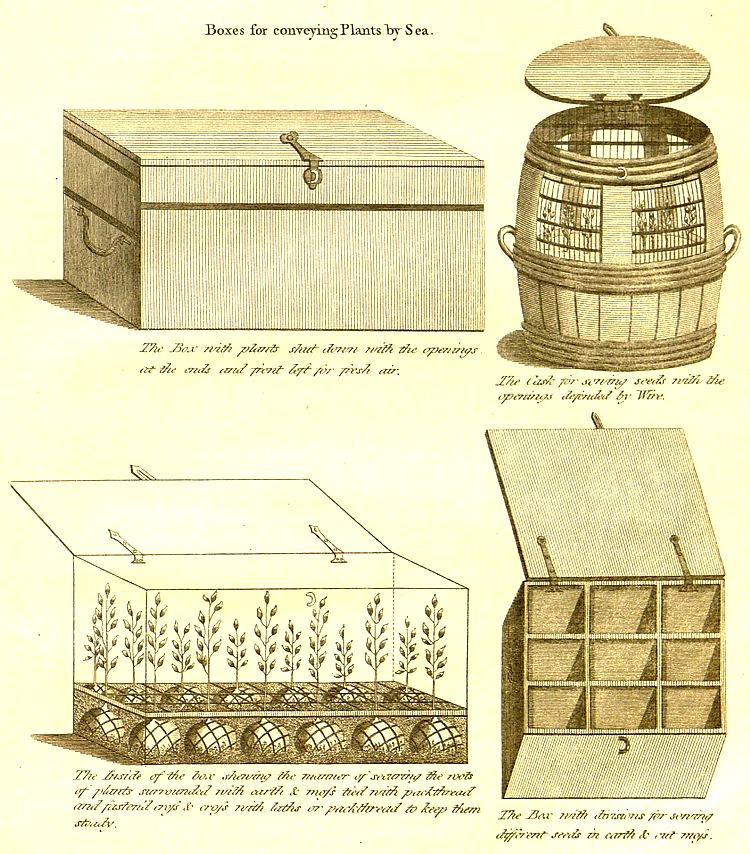 Boxes for conveying Plants by Sea.
The Box with plants shut down with the openings
at the ends and front left for fresh air.
The Cask for sowing seeds with the
openings defended by Wire.
The Inside of the box shewing the manner of securing the roots
of plants surrounded with earth & moſs tied with packthread
and fasten'd croſs & croſs with laths or packthread to keep them
steady.
The Box with divisions for sowing
different seeds in earth & cut moſs.